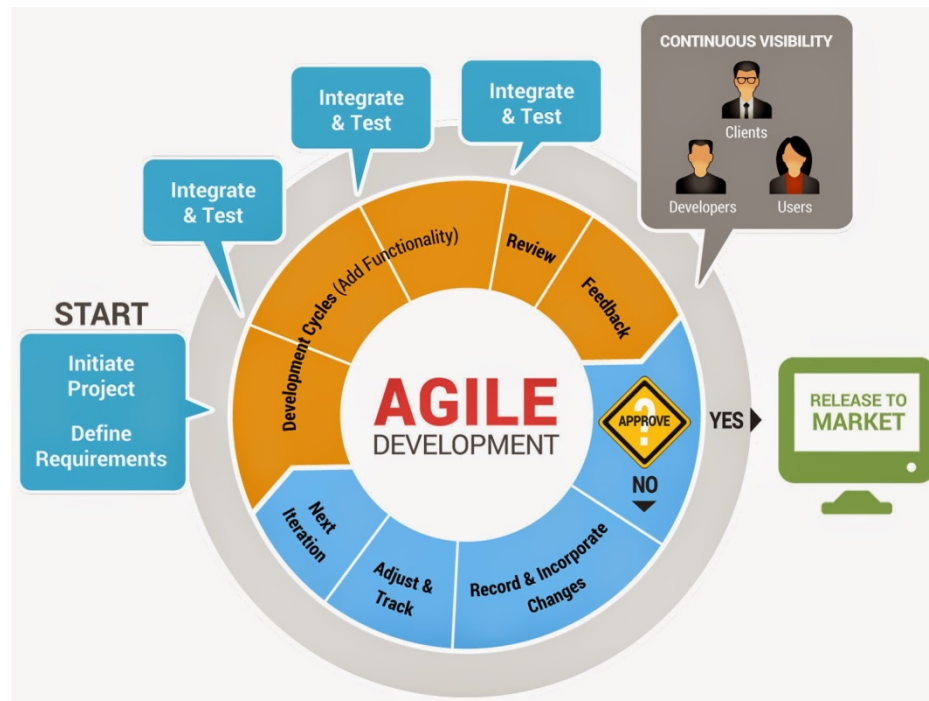 START
Initiate
Project
Define
Requirements
Integrate
& Test
Integrate
& Test
Integrate
& Test
CONTINUOUS VISIBILITY
Clients
Developers
Users
Development Cycles (Add Functionality)
Review
Feedback
?
APPROVE
YES
RELEASE TO
MARKET
NO
Record & Incorporate
Changes
Adjust &
Track
Next
Iteration
AGILE
DEVELOPMENT